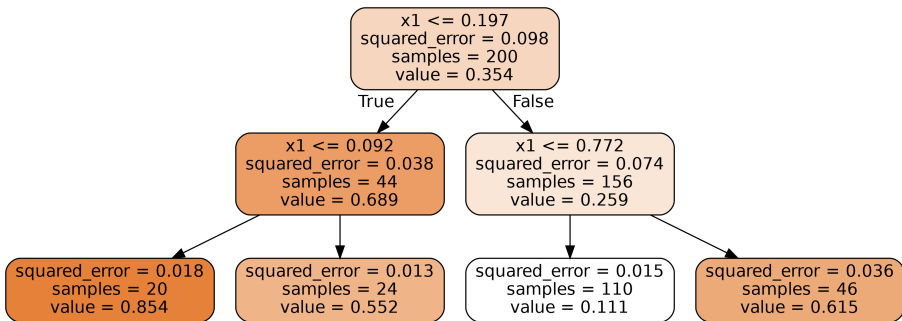 x1 <= 0.197
squared_error = 0.098
samples = 200
value = 0.354
True
False
x1 <= 0.092
squared_error = 0.038
samples = 44
value = 0.689
x1 <= 0.772
squared_error = 0.074
samples = 156
value = 0.259
squared_error = 0.018
samples = 20
value = 0.854
squared_error = 0.013
samples = 24
value = 0.552
squared_error = 0.015
samples = 110
value = 0.111
squared_error = 0.036
samples = 46
value = 0.615